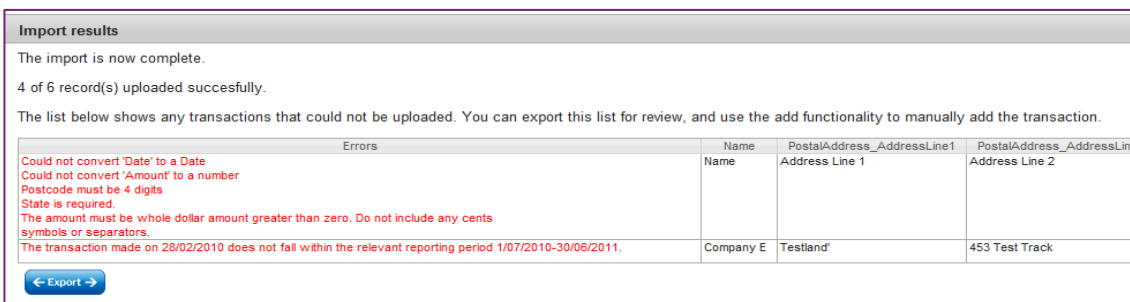 Import results
The import is now complete.
4 of 6 record(s) uploaded succesfully.
The list below shows any transactions that could not be uploaded. You can export this list for review, and use the add functionality to manually add the transaction.
Errors Name PostalAddress_AddressLine1 PostalAddress_AddressLin
Could not convert 'Date' to a Date Name Address Line 1 Address Line 2
Could not convert 'Amount' to a number
Postcode must be 4 digits
State is required.
The amount must be whole dollar amount greater than zero. Do not include any cents
symbols or separators.
The transaction made on 28/02/2010 does not fall within the relevant reporting period 1/07/2010-30/06/2011. Company E Testland' 453 Test Track
Export